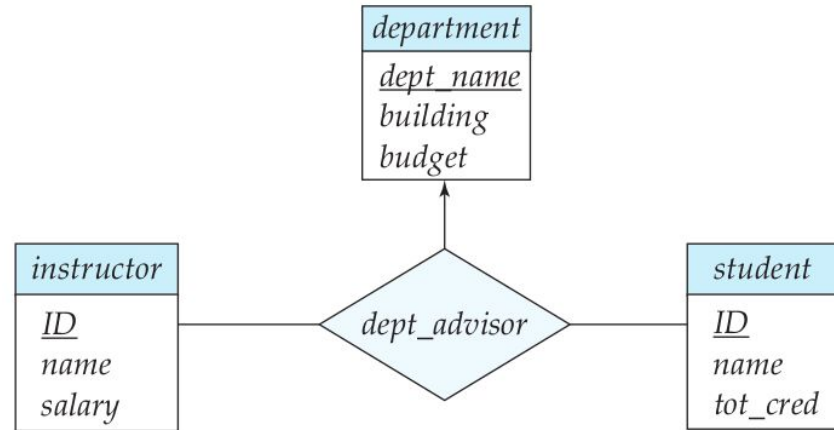 department
dept_name
building
budget
instructor
ID
name
salary
dept_advisor
student
ID
name
tot_cred